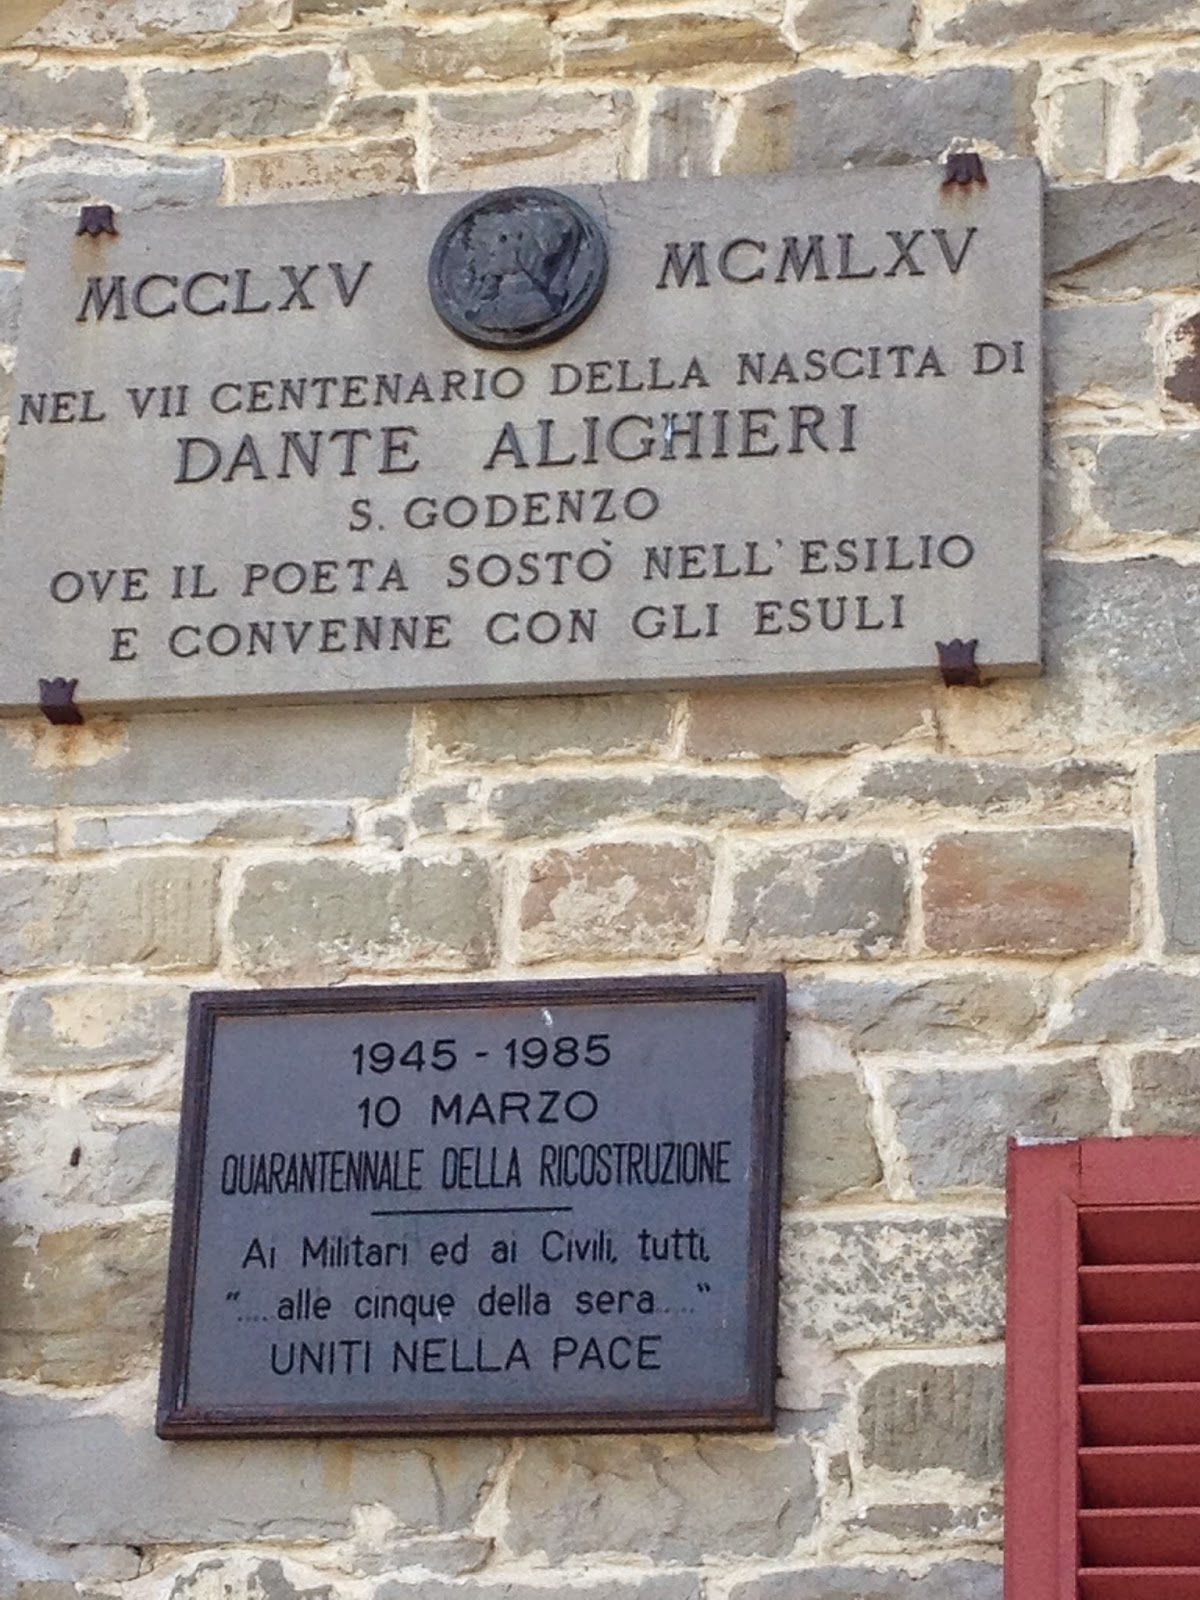 MCCLXV MCMLXV
NEL VII CENTENARIO DELLA NASCITA DI
DANTE ALIGHIERI
S. GODENZO
OVE IL POETA SOSTÒ NELL'ESILIO
E CONVENNE CON GLI ESULI
1945 - 1985
10 MARZO
QUARANTENNALE DELLA RICOSTRUZIONE
Ai Militari ed ai Civili, tutti,
“....alle cinque della sera.....“
UNITI NELLA PACE